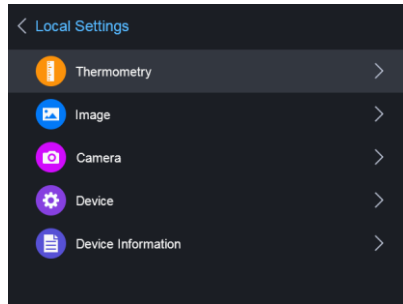 Local Settings
Thermometry
Image
Camera
Device
Device Information